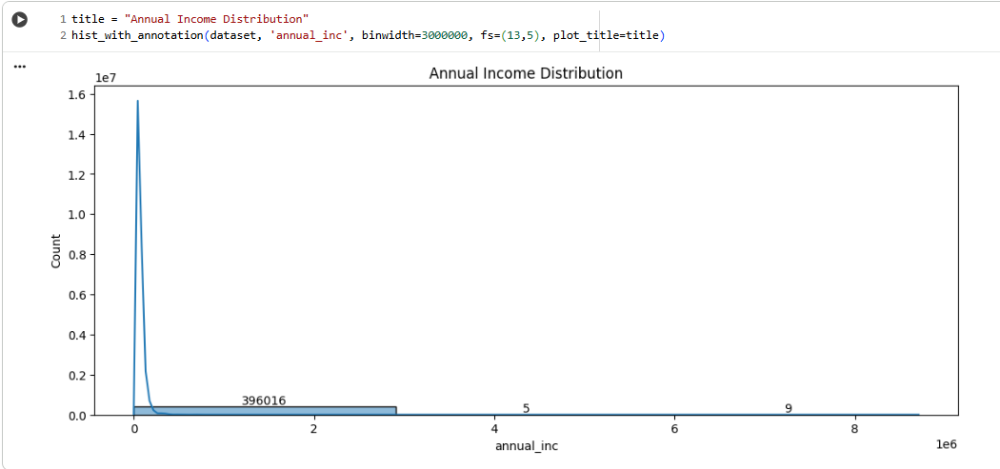 1 title = "Annual Income Distribution"
2 hist_with_annotation(dataset, 'annual_inc', binwidth=3000000, fs=(13,5), plot_title=title)
...
Annual Income Distribution
1e7
1.6
1.4
1.2
1.0
0.8
0.6
0.4
0.2
0.0
Count
396016
5
9
0
2
4
6
8
annual_inc
1e6